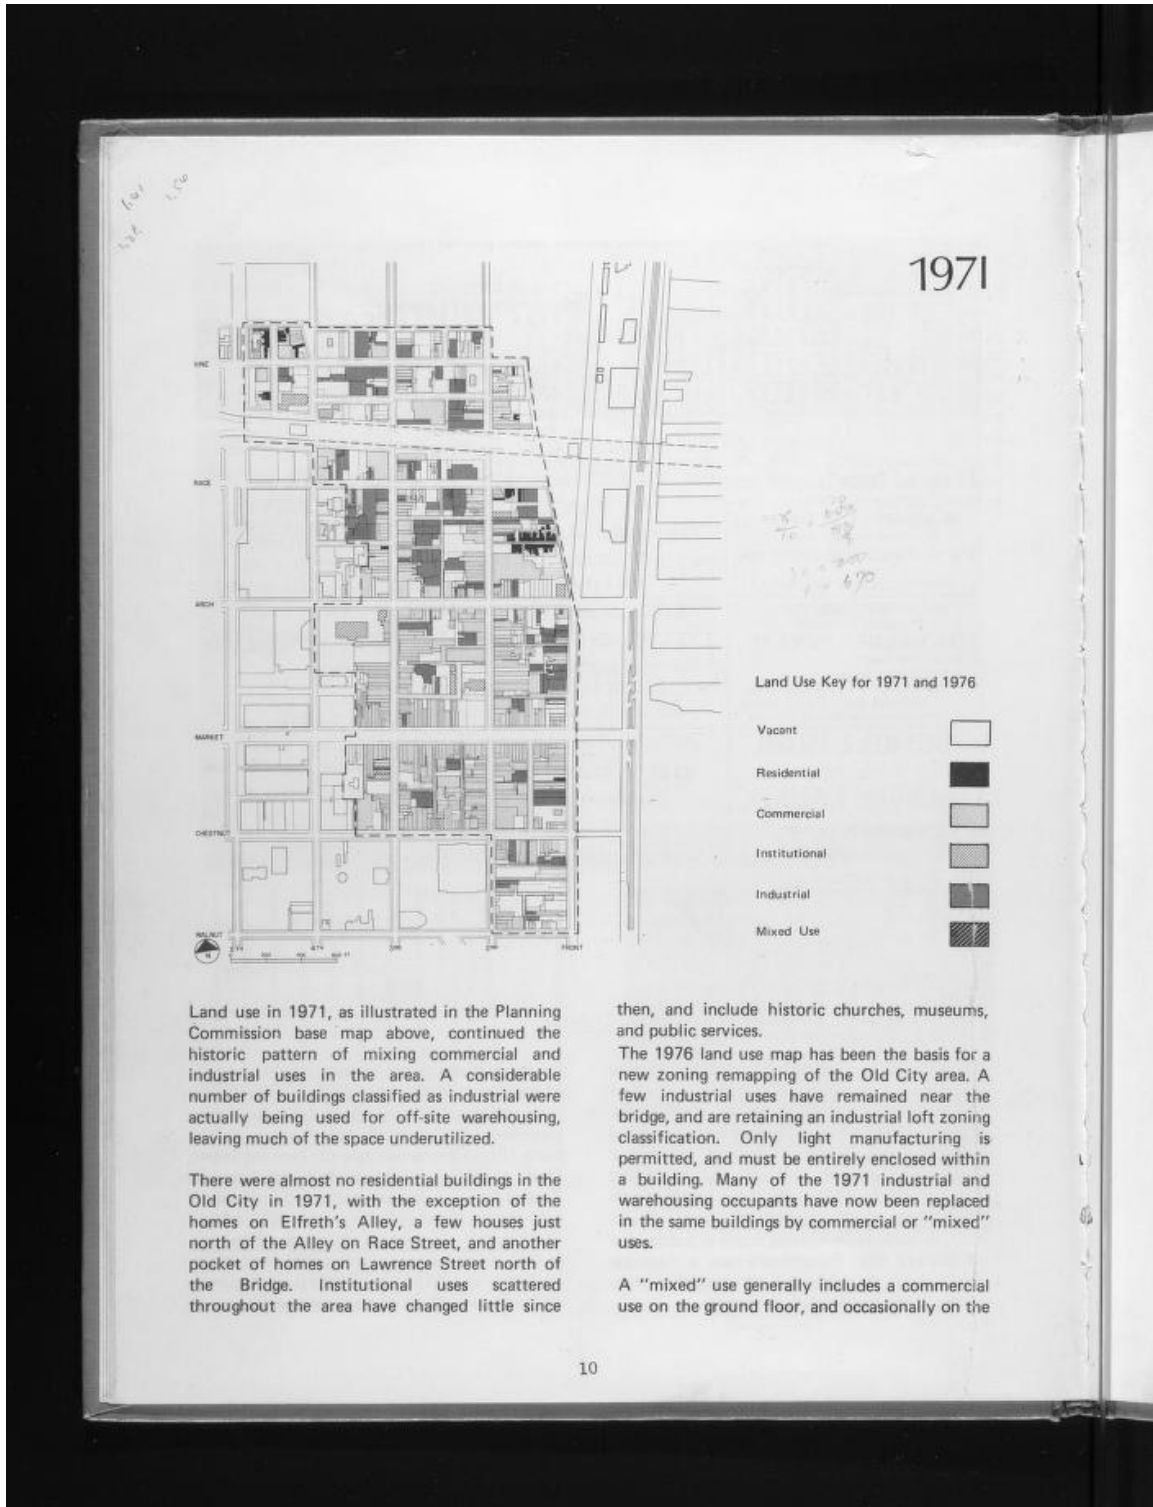 1971
VINE
RACE
ARCH
MARKET
CHESTNUT
WALNUT
5TH
4TH
3RD
2ND
FRONT
N
Land Use Key for 1971 and 1976
Vacant
Residential
Commercial
Institutional
Industrial
Mixed Use
Land use in 1971, as illustrated in the Planning
Commission base map above, continued the
historic pattern of mixing commercial and
industrial uses in the area. A considerable
number of buildings classified as industrial were
actually being used for off-site warehousing,
leaving much of the space underutilized.
There were almost no residential buildings in the
Old City in 1971, with the exception of the
homes on Elfreth's Alley, a few houses just
north of the Alley on Race Street, and another
pocket of homes on Lawrence Street north of
the Bridge. Institutional uses scattered
throughout the area have changed little since
then, and include historic churches, museums,
and public services.
The 1976 land use map has been the basis for a
new zoning remapping of the Old City area. A
few industrial uses have remained near the
bridge, and are retaining an industrial loft zoning
classification. Only light manufacturing is
permitted, and must be entirely enclosed within
a building. Many of the 1971 industrial and
warehousing occupants have now been replaced
in the same buildings by commercial or "mixed"
uses.
A "mixed" use generally includes a commercial
use on the ground floor, and occasionally on the
10